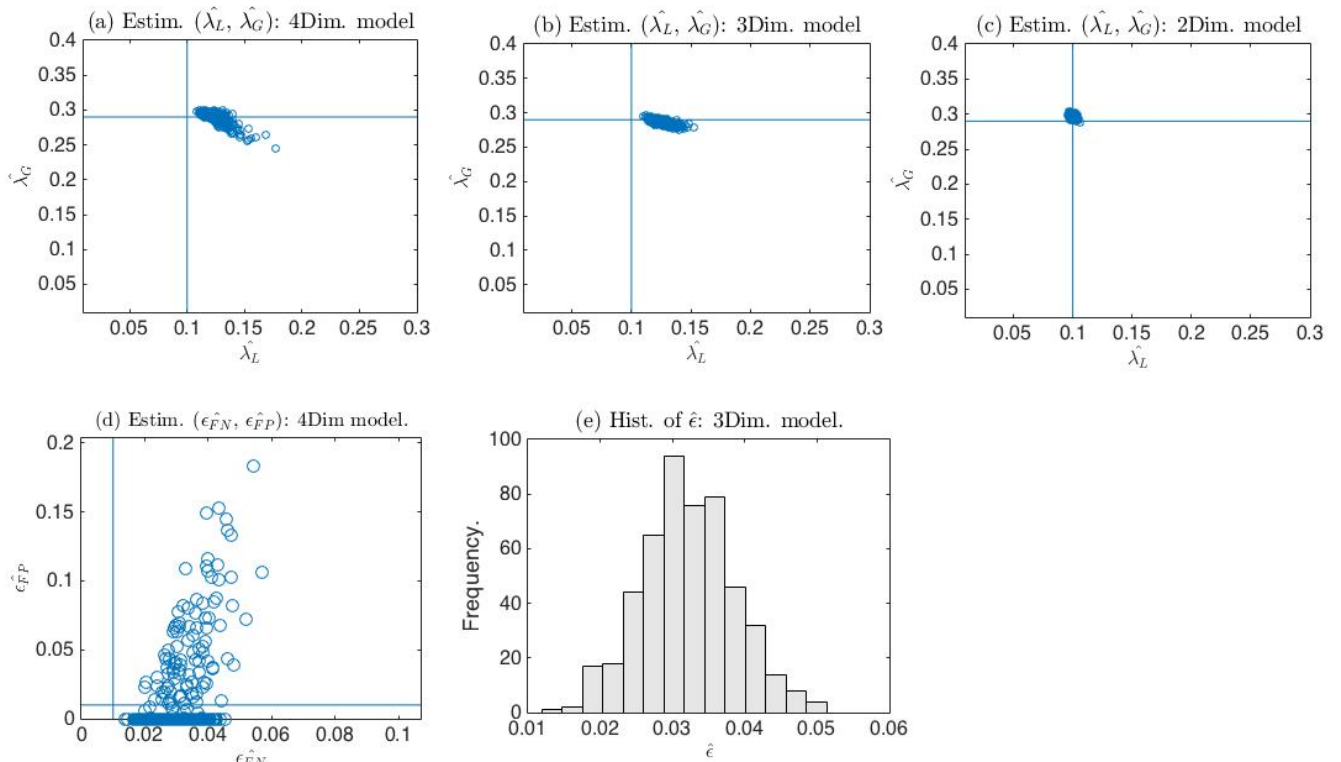 (a) Estim. (λ̂_L, λ̂_G): 4Dim. model
0.4
0.35
0.3
0.25
0.2
0.15
0.1
0.05
λ̂_G
0.05 0.1 0.15 0.2 0.25 0.3
λ̂_L
(b) Estim. (λ̂_L, λ̂_G): 3Dim. model
0.4
0.35
0.3
0.25
0.2
0.15
0.1
0.05
λ̂_G
0.05 0.1 0.15 0.2 0.25 0.3
λ̂_L
(c) Estim. (λ̂_L, λ̂_G): 2Dim. model
0.4
0.35
0.3
0.25
0.2
0.15
0.1
0.05
λ̂_G
0.05 0.1 0.15 0.2 0.25 0.3
λ̂_L
(d) Estim. (ε̂_FN, ε̂_FP): 4Dim model.
0.2
0.15
0.1
0.05
0
ε̂_FP
0 0.02 0.04 0.06 0.08 0.1
ε̂_FN
(e) Hist. of ε̂: 3Dim. model.
100
80
60
40
20
0
Frequency.
0.01 0.02 0.03 0.04 0.05 0.06
ε̂